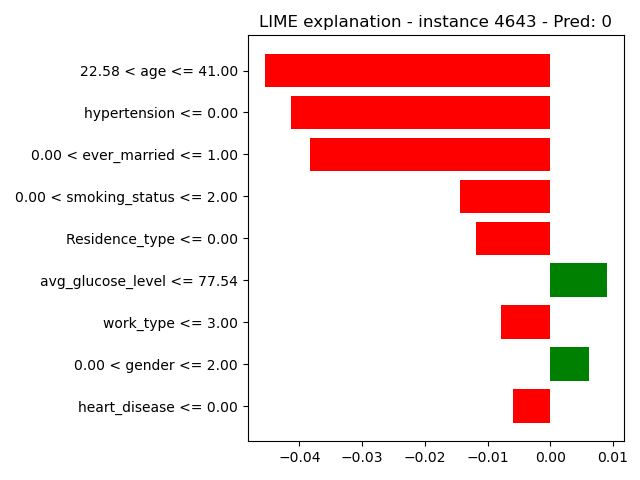 LIME explanation - instance 4643 - Pred: 0
22.58 < age <= 41.00
hypertension <= 0.00
0.00 < ever_married <= 1.00
0.00 < smoking_status <= 2.00
Residence_type <= 0.00
avg_glucose_level <= 77.54
work_type <= 3.00
0.00 < gender <= 2.00
heart_disease <= 0.00
−0.04 −0.03 −0.02 −0.01 0.00 0.01